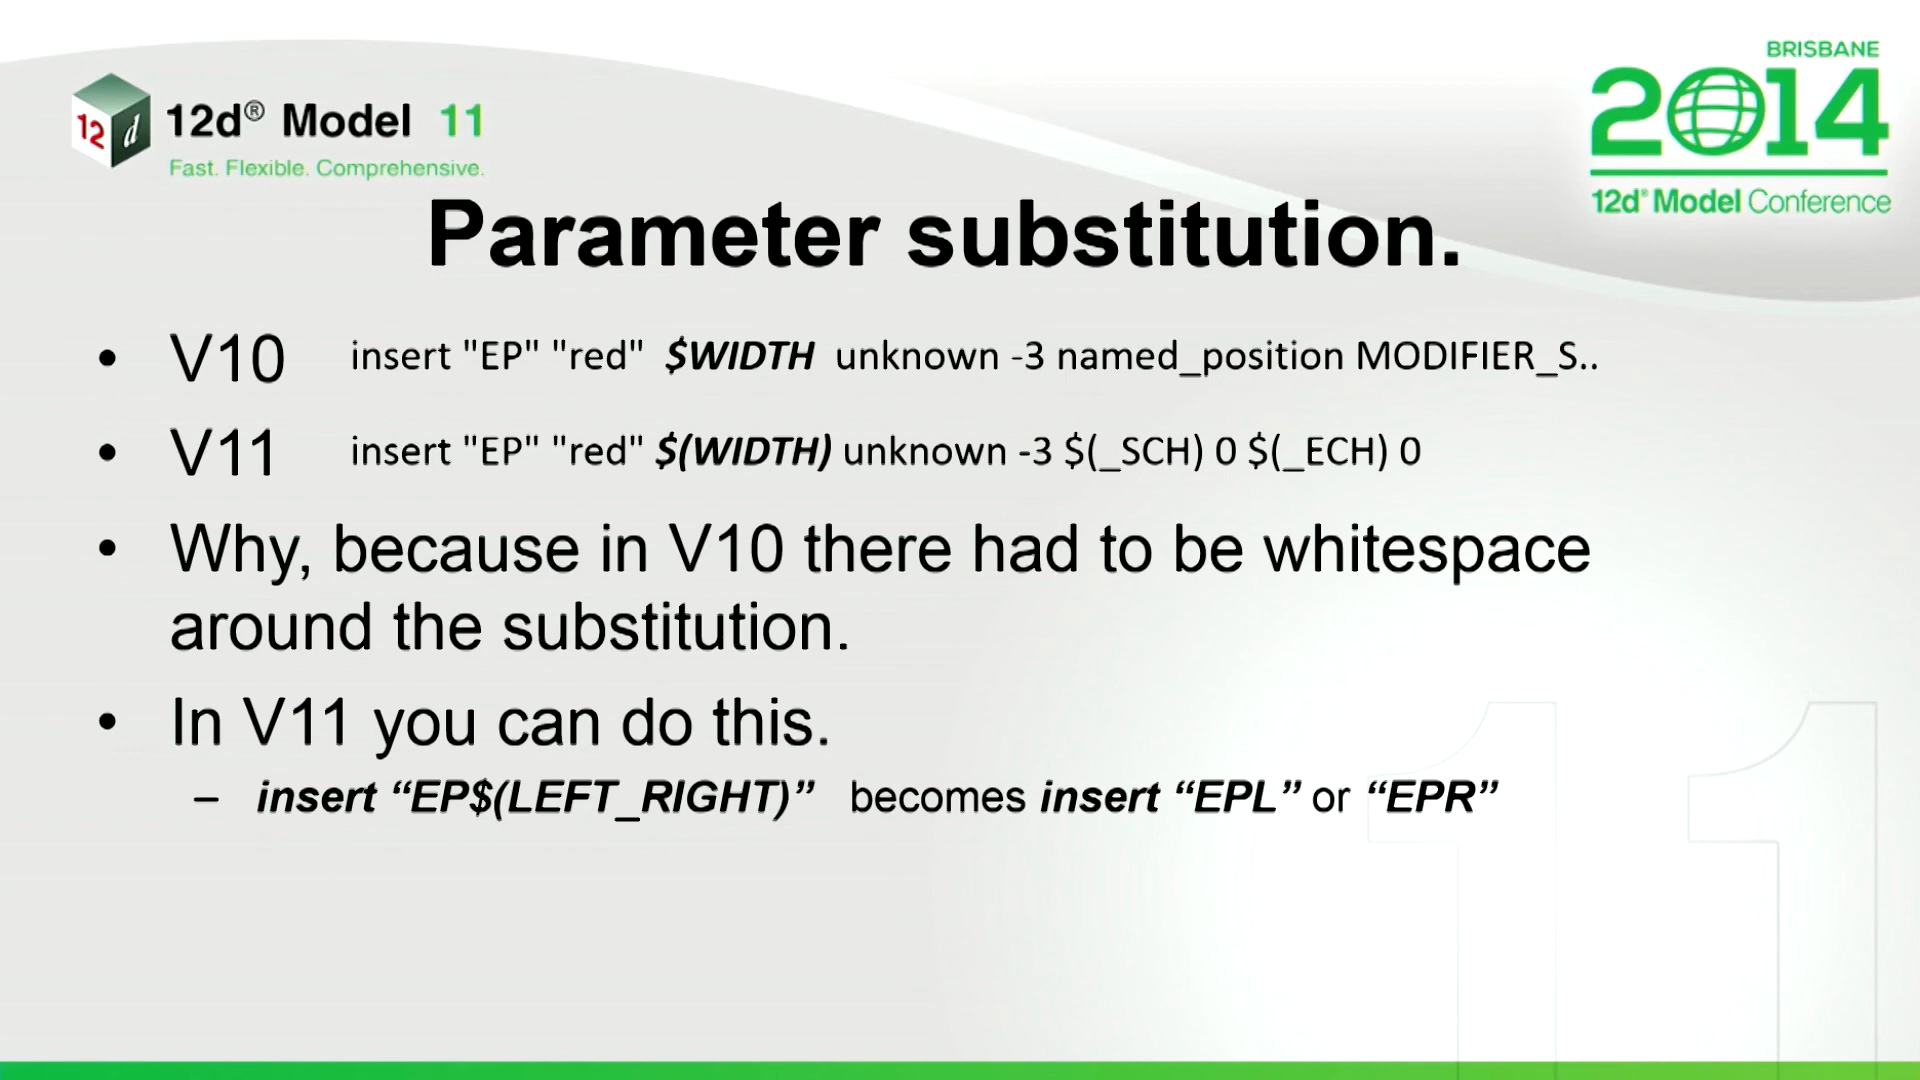 BRISBANE
2014
12d® Model Conference
12d
12d® Model 11
Fast. Flexible. Comprehensive.
Parameter substitution.
• V10 insert "EP" "red" $WIDTH unknown -3 named_position MODIFIER_S..
• V11 insert "EP" "red" $(WIDTH) unknown -3 $(_SCH) 0 $(_ECH) 0
• Why, because in V10 there had to be whitespace
around the substitution.
• In V11 you can do this.
– insert “EP$(LEFT_RIGHT)” becomes insert “EPL” or “EPR”
11